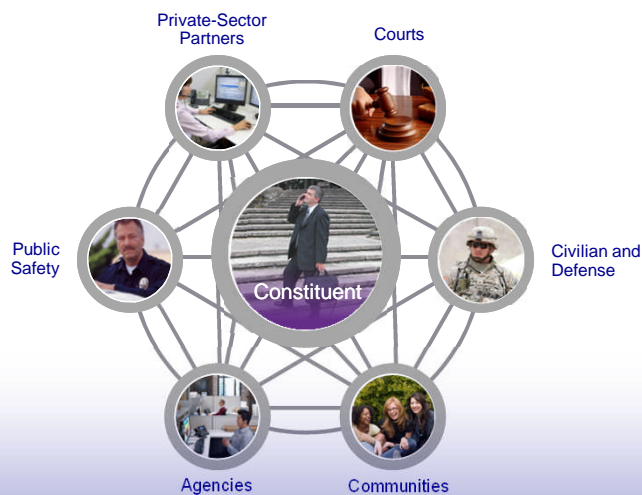 Private-Sector
Partners
Courts
Public
Safety
Constituent
Civilian and
Defense
Agencies
Communities